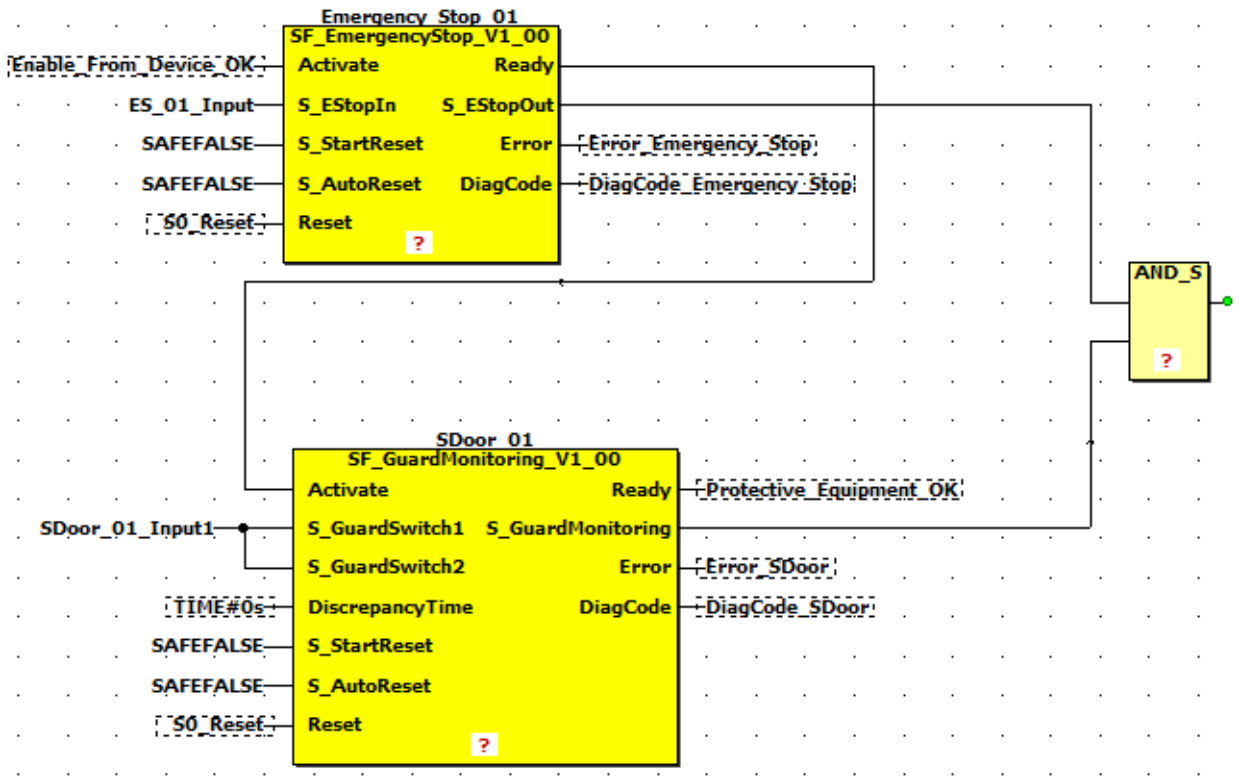 Emergency_Stop_01
SF_EmergencyStop_V1_00
Enable_From_Device_OK Activate Ready
ES_01_Input S_EStopIn S_EStopOut
SAFEFALSE S_StartReset Error Error_Emergency_Stop
SAFEFALSE S_AutoReset DiagCode DiagCode_Emergency_Stop
S0_Reset Reset
?
AND_S
?
SDoor_01
SF_GuardMonitoring_V1_00
Activate Ready Protective_Equipment_OK
SDoor_01_Input1 S_GuardSwitch1 S_GuardMonitoring
S_GuardSwitch2 Error Error_SDoor
TIME#0s DiscrepancyTime DiagCode DiagCode_SDoor
SAFEFALSE S_StartReset
SAFEFALSE S_AutoReset
S0_Reset Reset
?